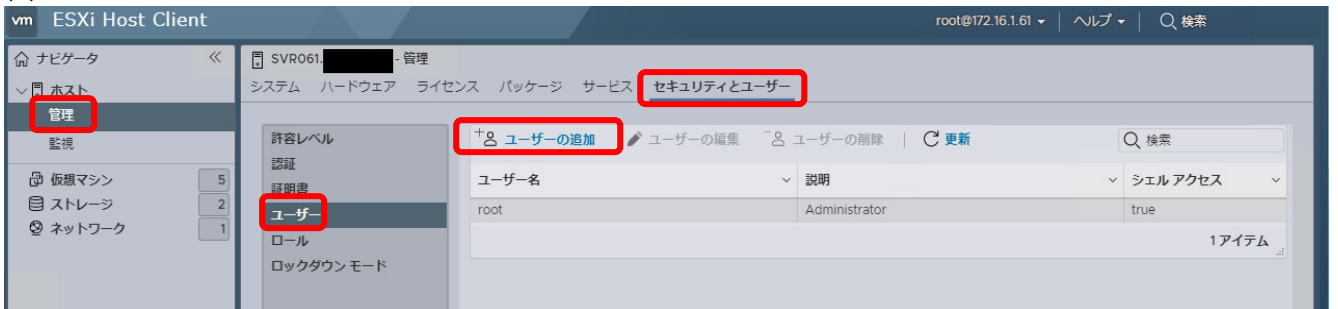 vm ESXi Host Client root@172.16.1.61 ヘルプ 検索
ナビゲータ
SVR061. - 管理
ホスト
システム ハードウェア ライセンス パッケージ サービス セキュリティとユーザー
管理
監視
許容レベル
ユーザーの追加 ユーザーの編集 ユーザーの削除 更新 検索
認証
仮想マシン 5
証明書
ユーザー名 説明 シェル アクセス
ストレージ 2
ユーザー
root Administrator true
ネットワーク 1
ロール
1 アイテム
ロックダウン モード